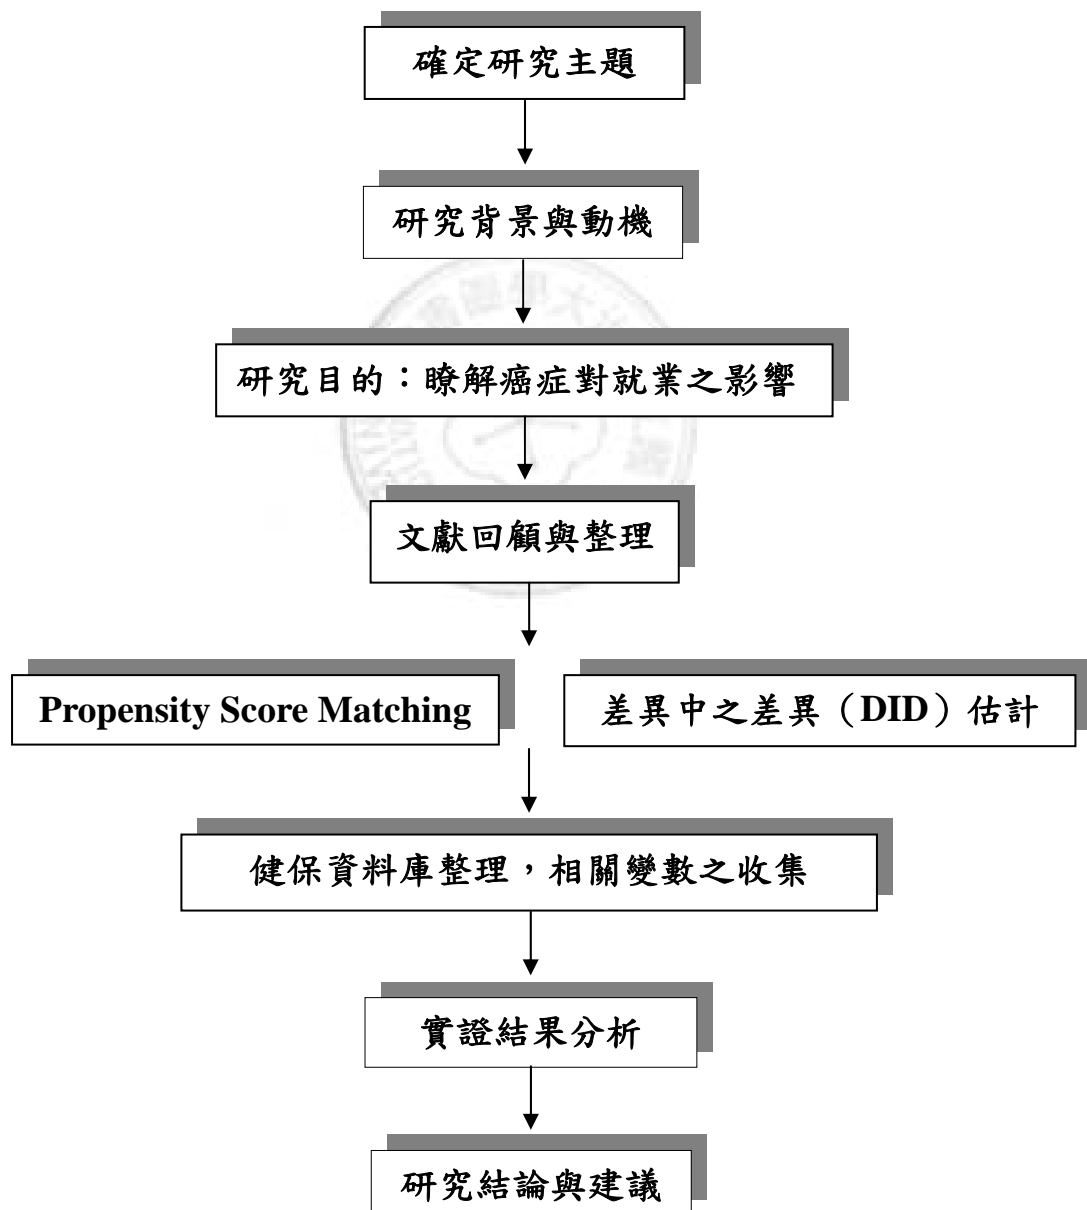 確定研究主題
研究背景與動機
研究目的：瞭解癌症對就業之影響
文獻回顧與整理
Propensity Score Matching
差異中之差異（DID）估計
健保資料庫整理，相關變數之收集
實證結果分析
研究結論與建議